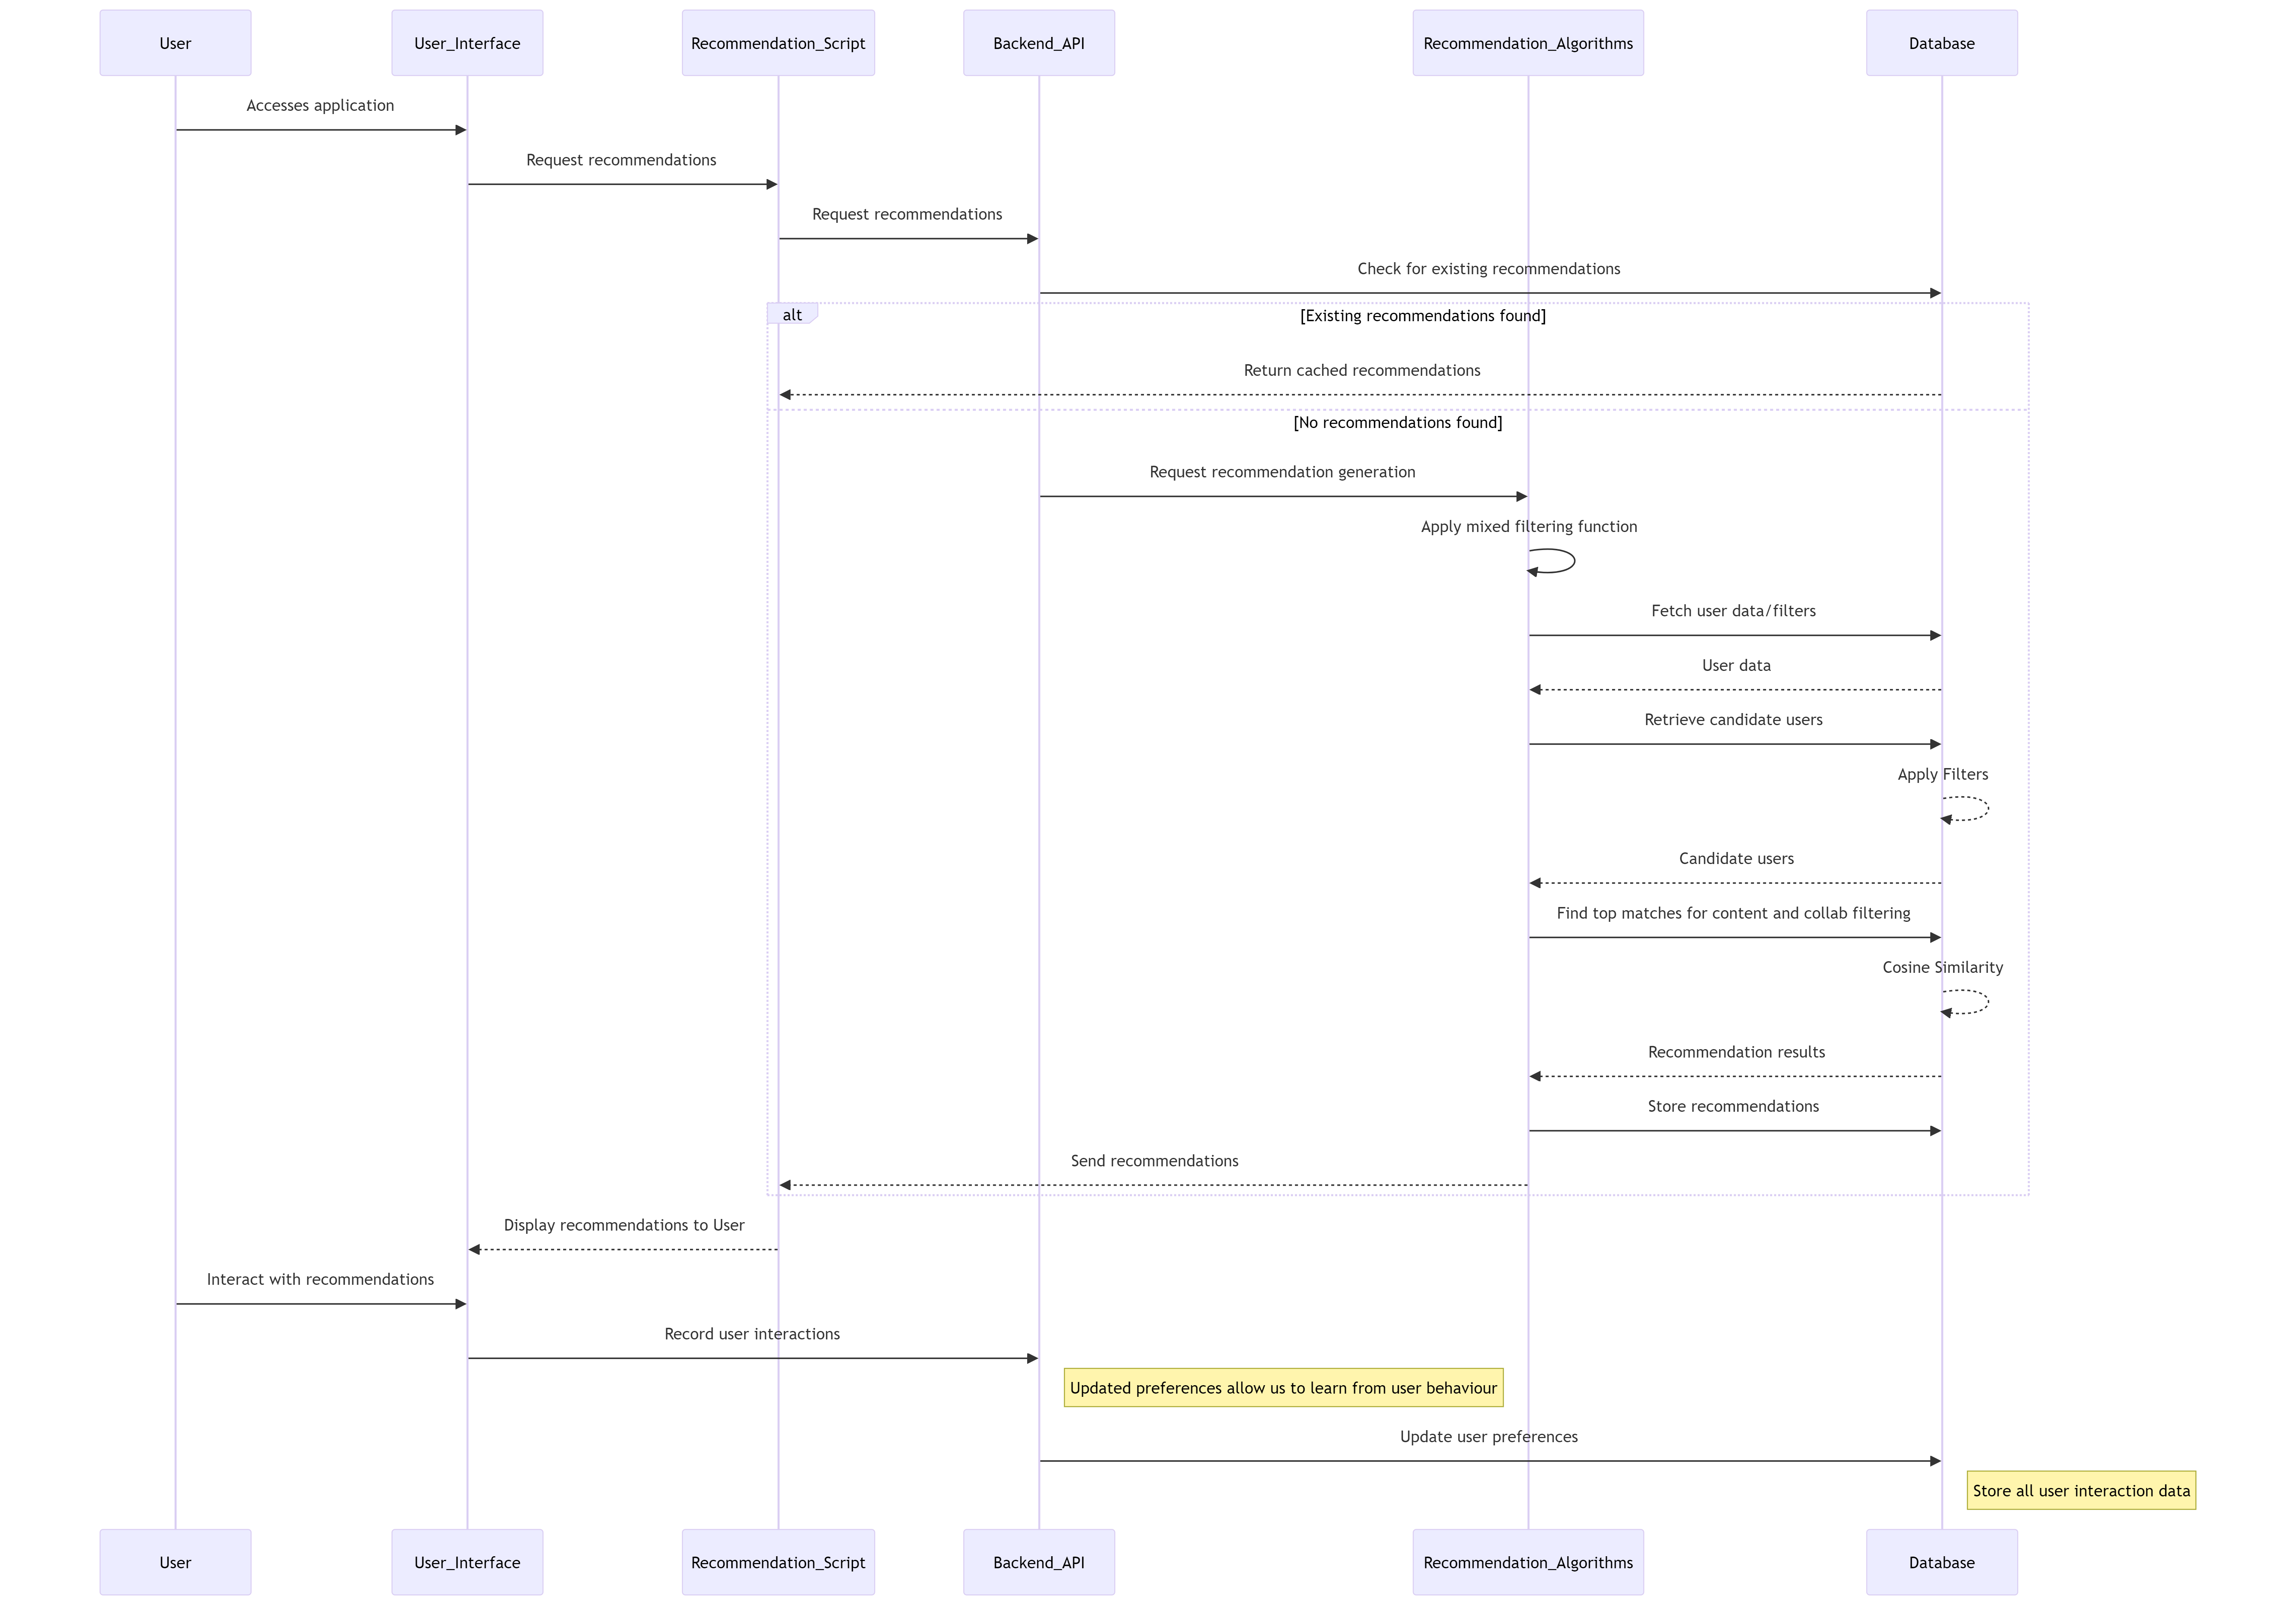 User
User_Interface
Recommendation_Script
Backend_API
Recommendation_Algorithms
Database
Accesses application
Request recommendations
Request recommendations
Check for existing recommendations
alt
[Existing recommendations found]
Return cached recommendations
[No recommendations found]
Request recommendation generation
Apply mixed filtering function
Fetch user data/filters
User data
Retrieve candidate users
Apply Filters
Candidate users
Find top matches for content and collab filtering
Cosine Similarity
Recommendation results
Store recommendations
Send recommendations
Display recommendations to User
Interact with recommendations
Record user interactions
Updated preferences allow us to learn from user behaviour
Update user preferences
Store all user interaction data
User
User_Interface
Recommendation_Script
Backend_API
Recommendation_Algorithms
Database